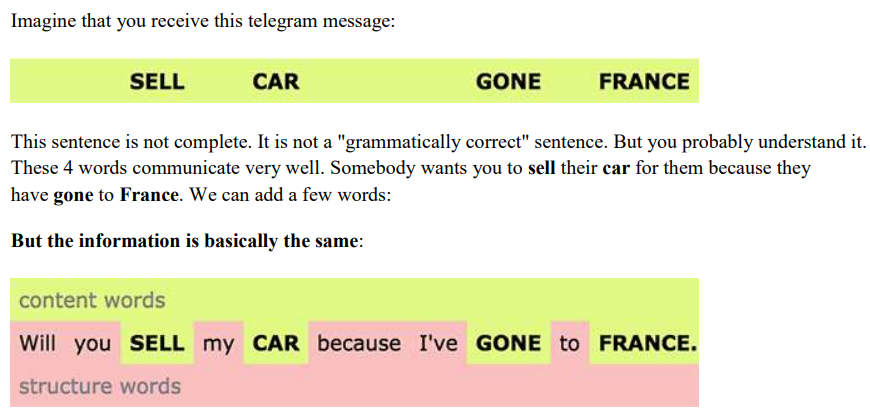 Imagine that you receive this telegram message:
SELL CAR GONE FRANCE
This sentence is not complete. It is not a "grammatically correct" sentence. But you probably understand it.
These 4 words communicate very well. Somebody wants you to sell their car for them because they
have gone to France. We can add a few words:
But the information is basically the same:
content words
Will you SELL my CAR because I've GONE to FRANCE.
structure words